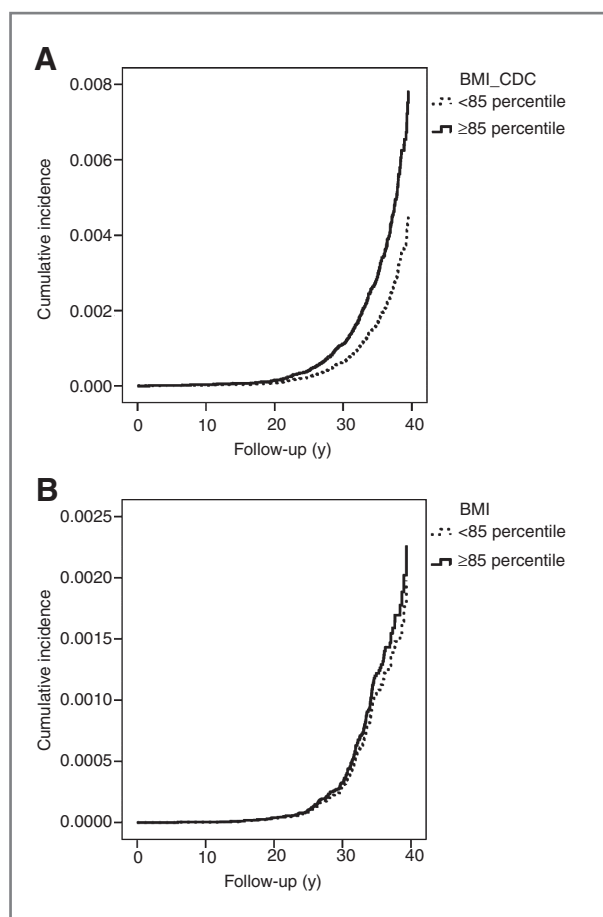 A
BMI_CDC
<85 percentile
≥85 percentile
Cumulative incidence
0.008
0.006
0.004
0.002
0.000
0 10 20 30 40
Follow-up (y)
B
BMI
<85 percentile
≥85 percentile
Cumulative incidence
0.0025
0.0020
0.0015
0.0010
0.0005
0.0000
0 10 20 30 40
Follow-up (y)